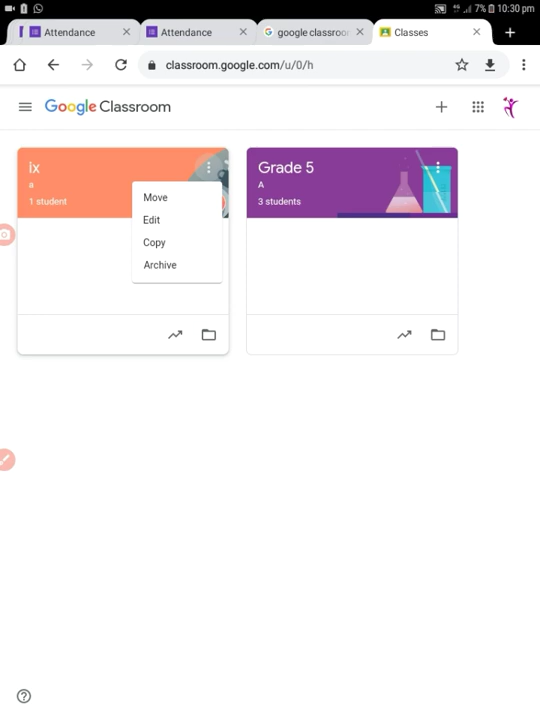 7% 10:30 pm
Attendance
Attendance
google classroom
Classes
classroom.google.com/u/0/h
Google Classroom
ix
a
1 student
Move
Edit
Copy
Archive
Grade 5
A
3 students